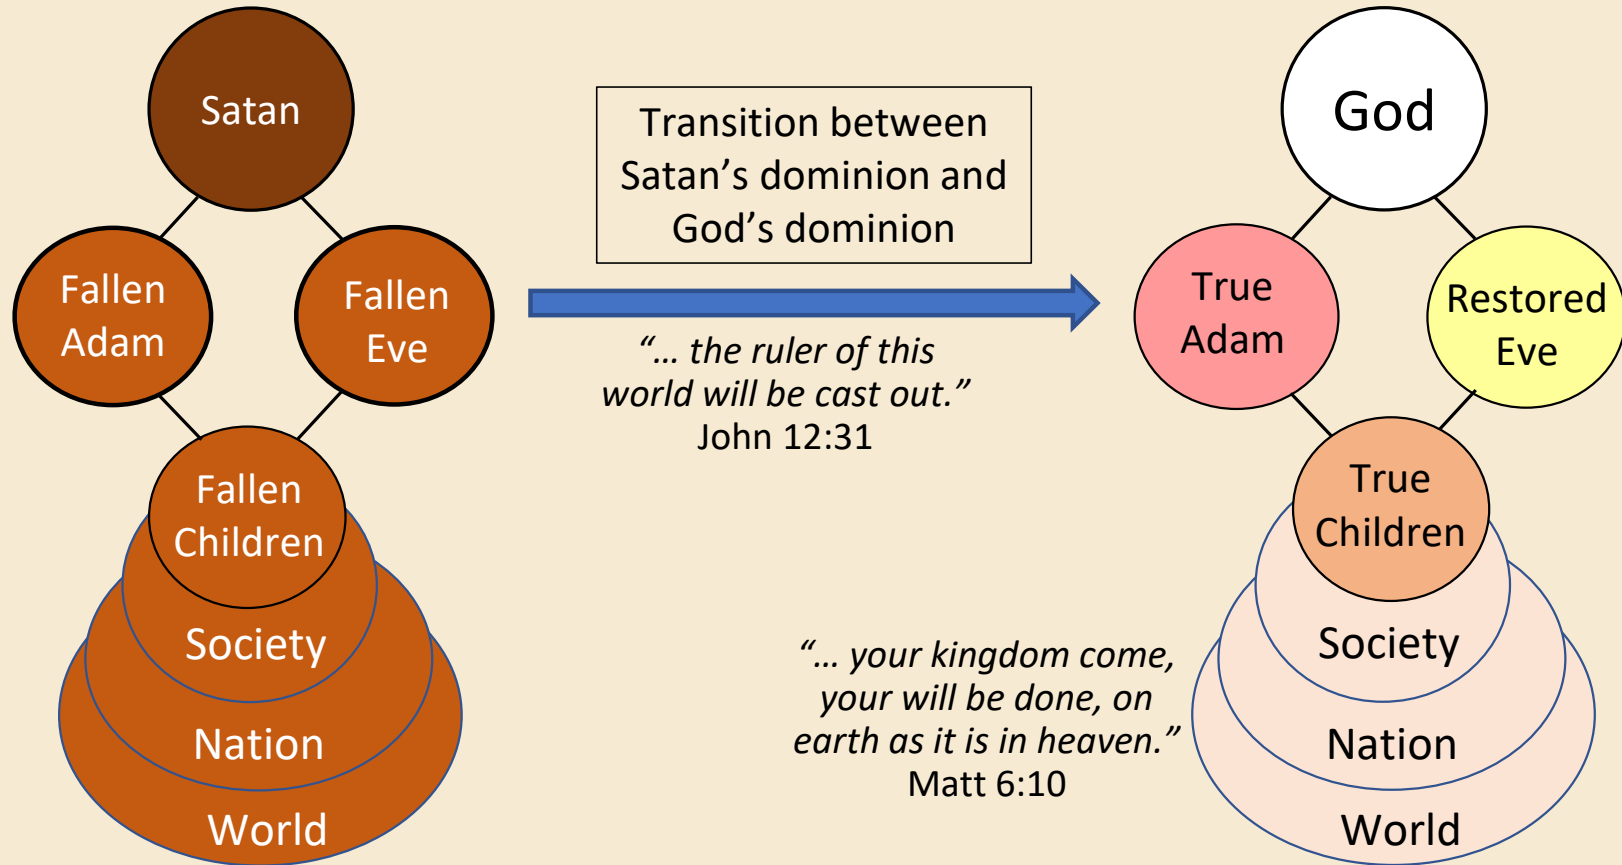 Satan
Fallen
Adam
Fallen
Eve
Fallen
Children
Society
Nation
World
Transition between
Satan’s dominion and
God’s dominion
“… the ruler of this
world will be cast out.”
John 12:31
“… your kingdom come,
your will be done, on
earth as it is in heaven.”
Matt 6:10
God
True
Adam
Restored
Eve
True
Children
Society
Nation
World